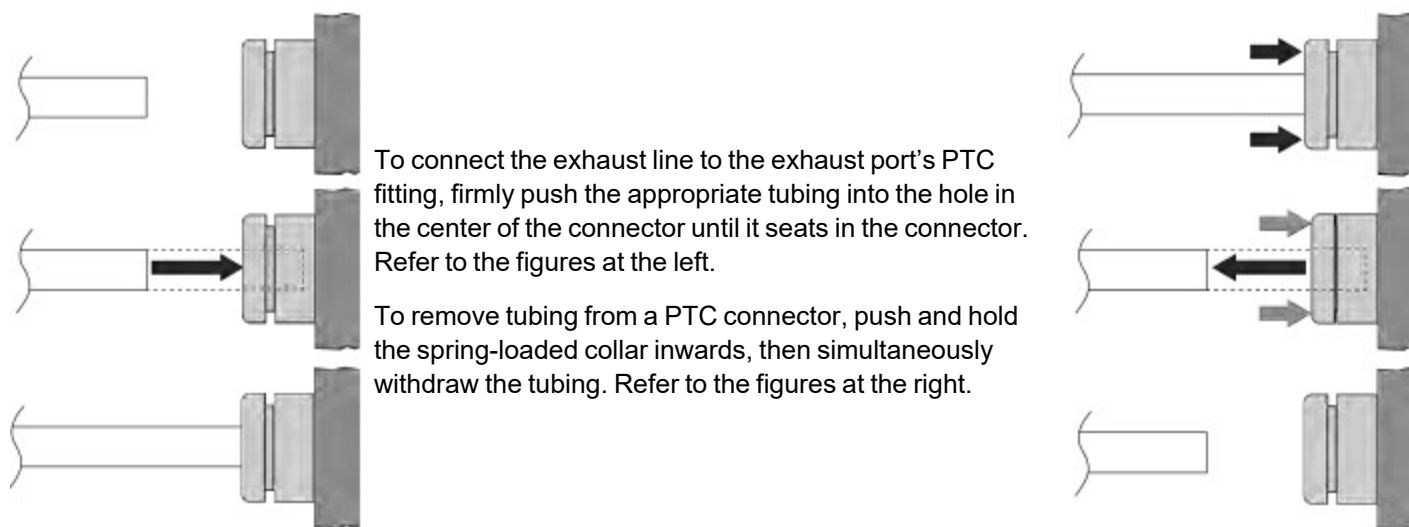 To connect the exhaust line to the exhaust port’s PTC
fitting, firmly push the appropriate tubing into the hole in
the center of the connector until it seats in the connector.
Refer to the figures at the left.
To remove tubing from a PTC connector, push and hold
the spring-loaded collar inwards, then simultaneously
withdraw the tubing. Refer to the figures at the right.